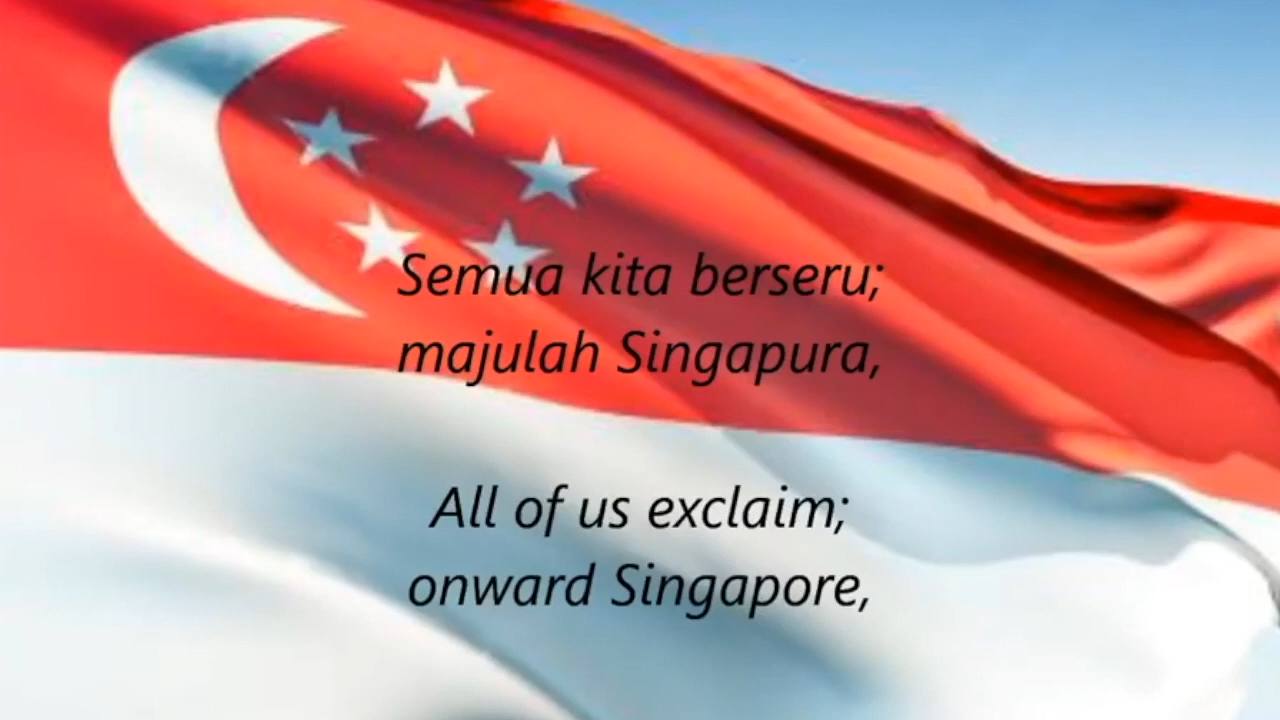 Semua kita berseru;
majulah Singapura,
All of us exclaim;
onward Singapore,